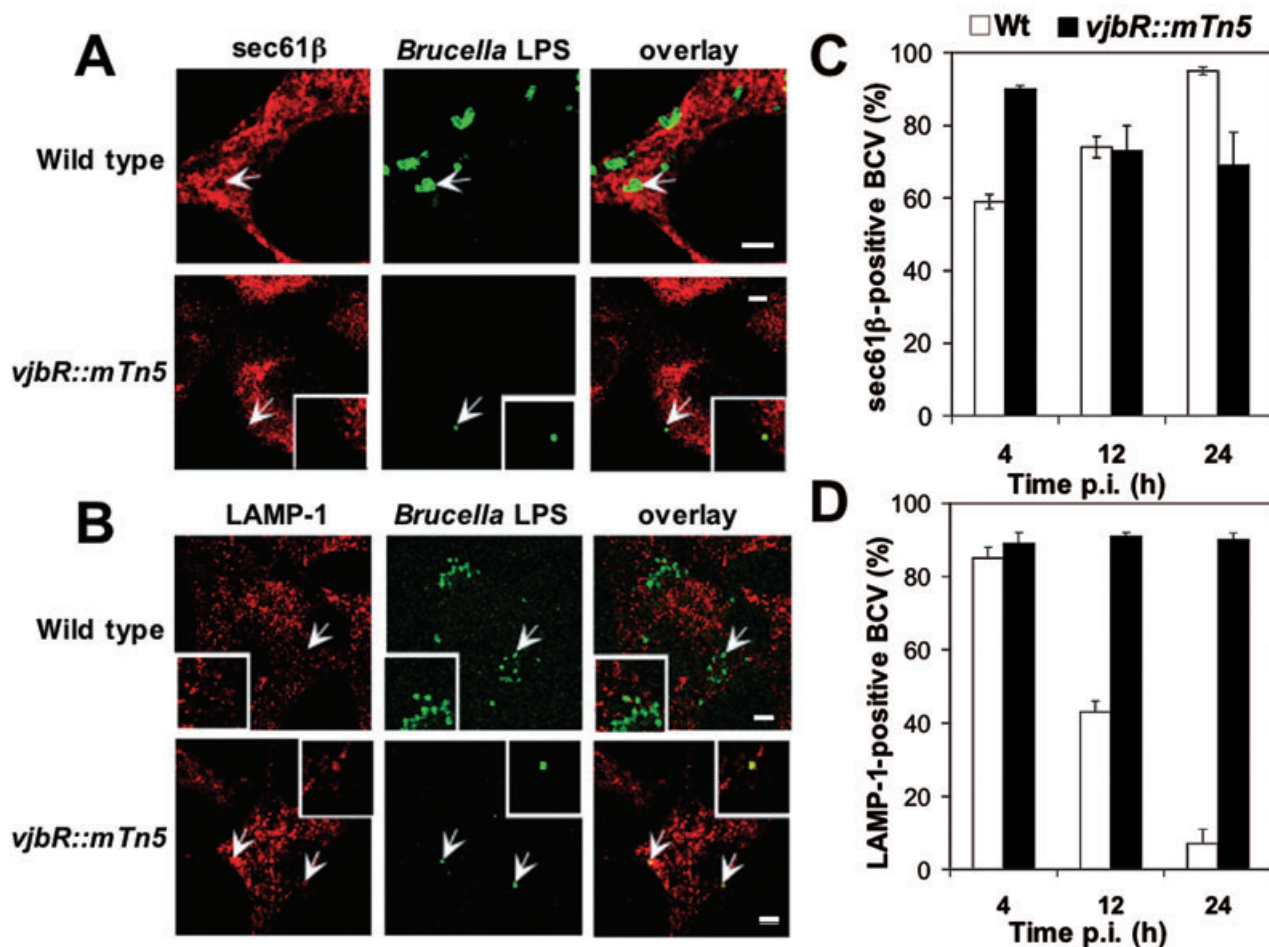 A
sec61β Brucella LPS overlay
Wild type
vjbR::mTn5
B
LAMP-1 Brucella LPS overlay
Wild type
vjbR::mTn5
Wt vjbR::mTn5
C
sec61β-positive BCV (%)
100
80
60
40
20
0
4 12 24
Time p.i. (h)
D
LAMP-1-positive BCV (%)
100
80
60
40
20
0
4 12 24
Time p.i. (h)